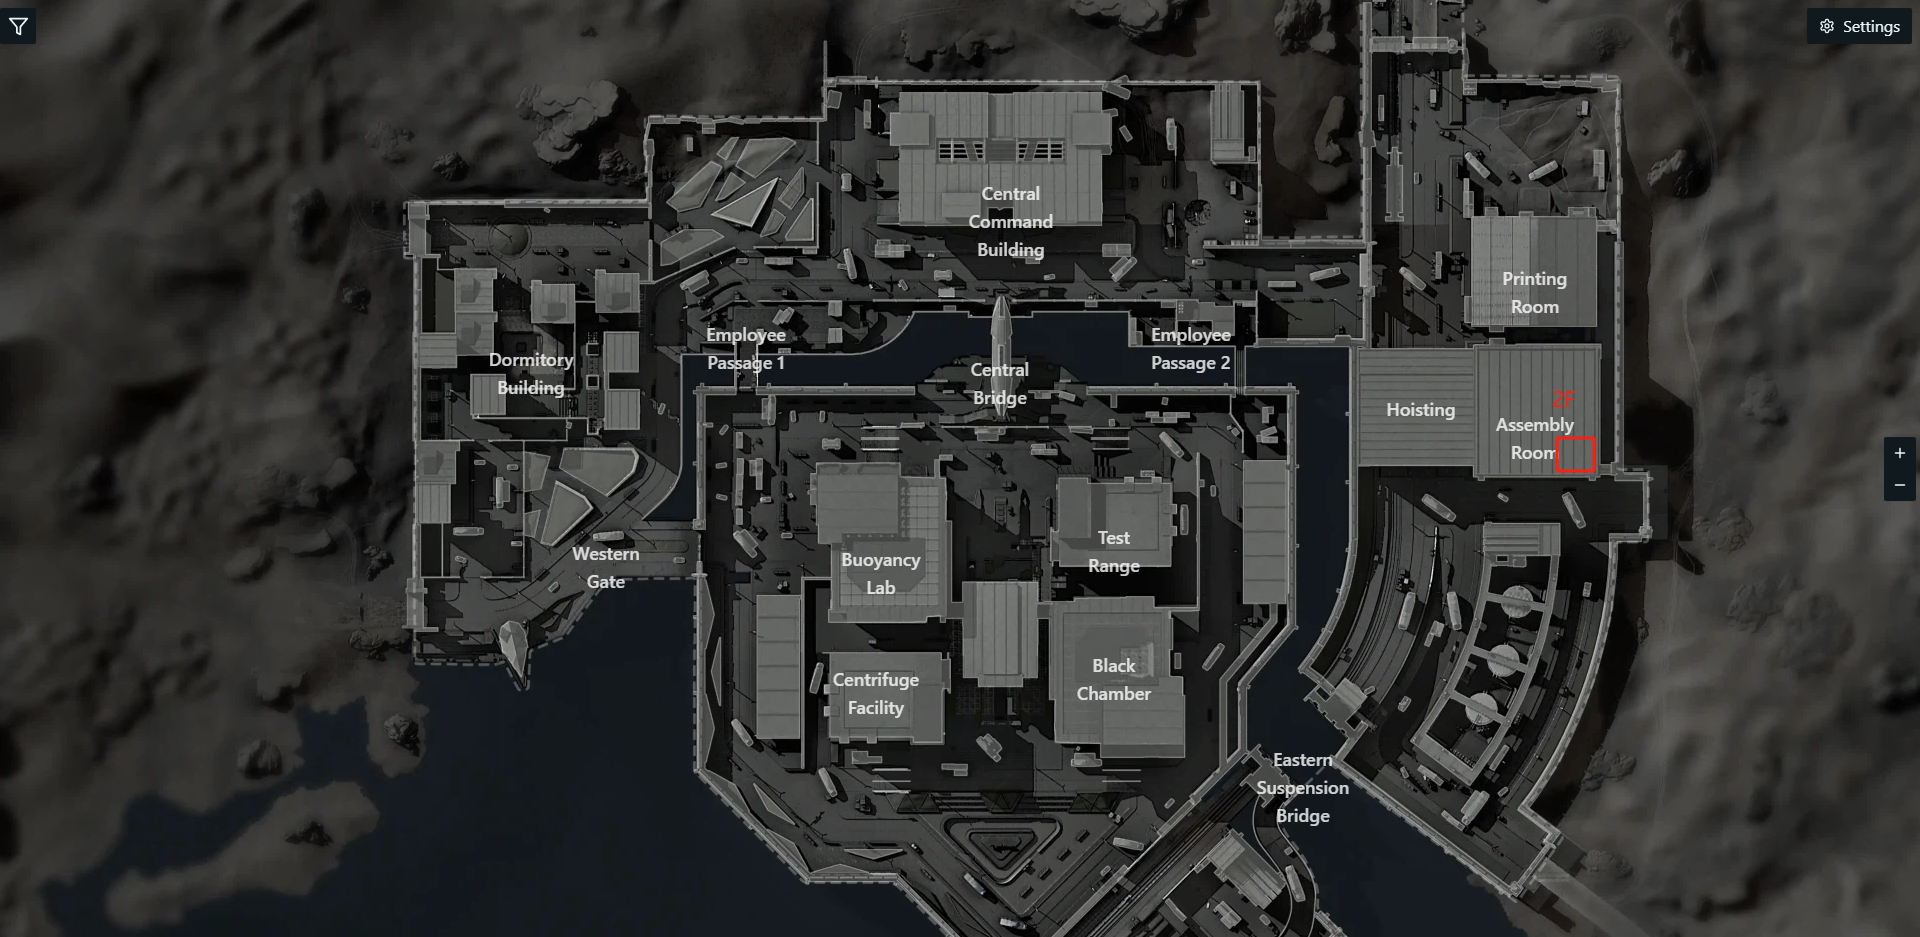 Settings
Central
Command
Building
Printing
Room
Employee
Passage 1
Employee
Passage 2
Dormitory
Building
Central
Bridge
Hoisting
2F
Assembly
Room
Test
Range
Western
Gate
Buoyancy
Lab
Black
Chamber
Centrifuge
Facility
Eastern
Suspension
Bridge